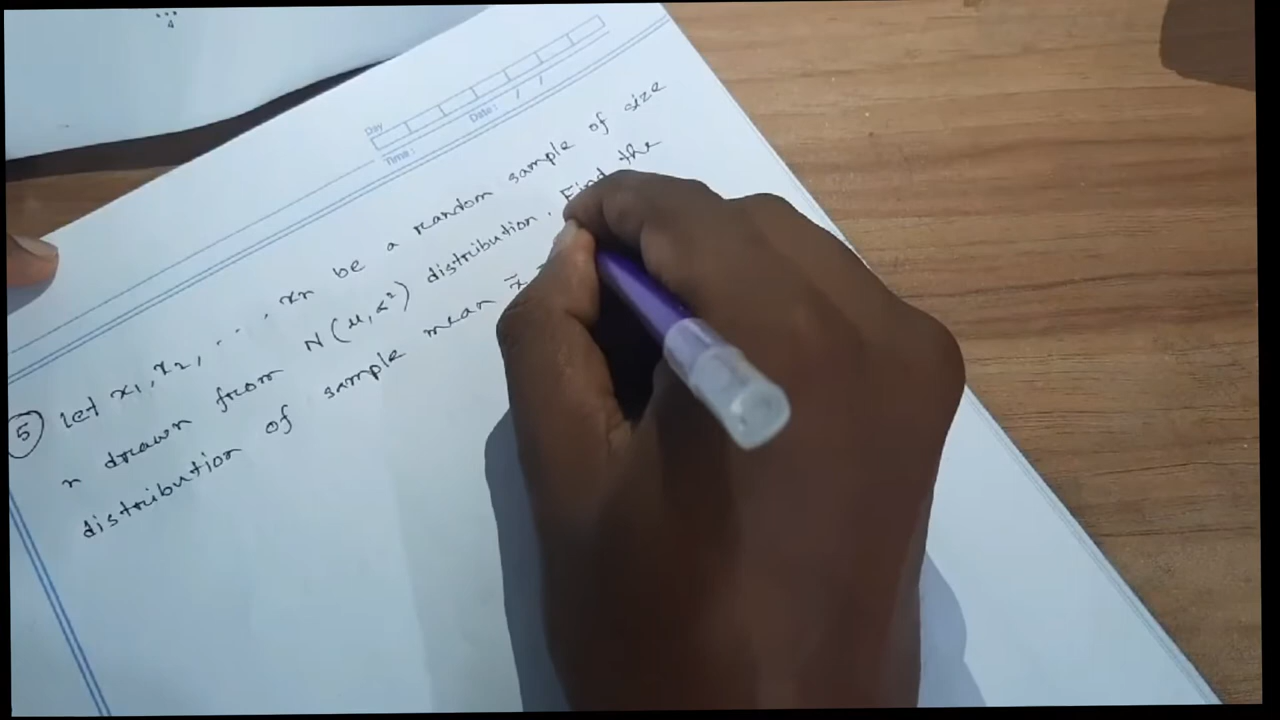 Day
Time:
Date: / /
5 Let x1, x2, . . . . xn be a random sample of size
n drawn from N(μ, σ²) distribution. Find the
distribution of sample mean x̄